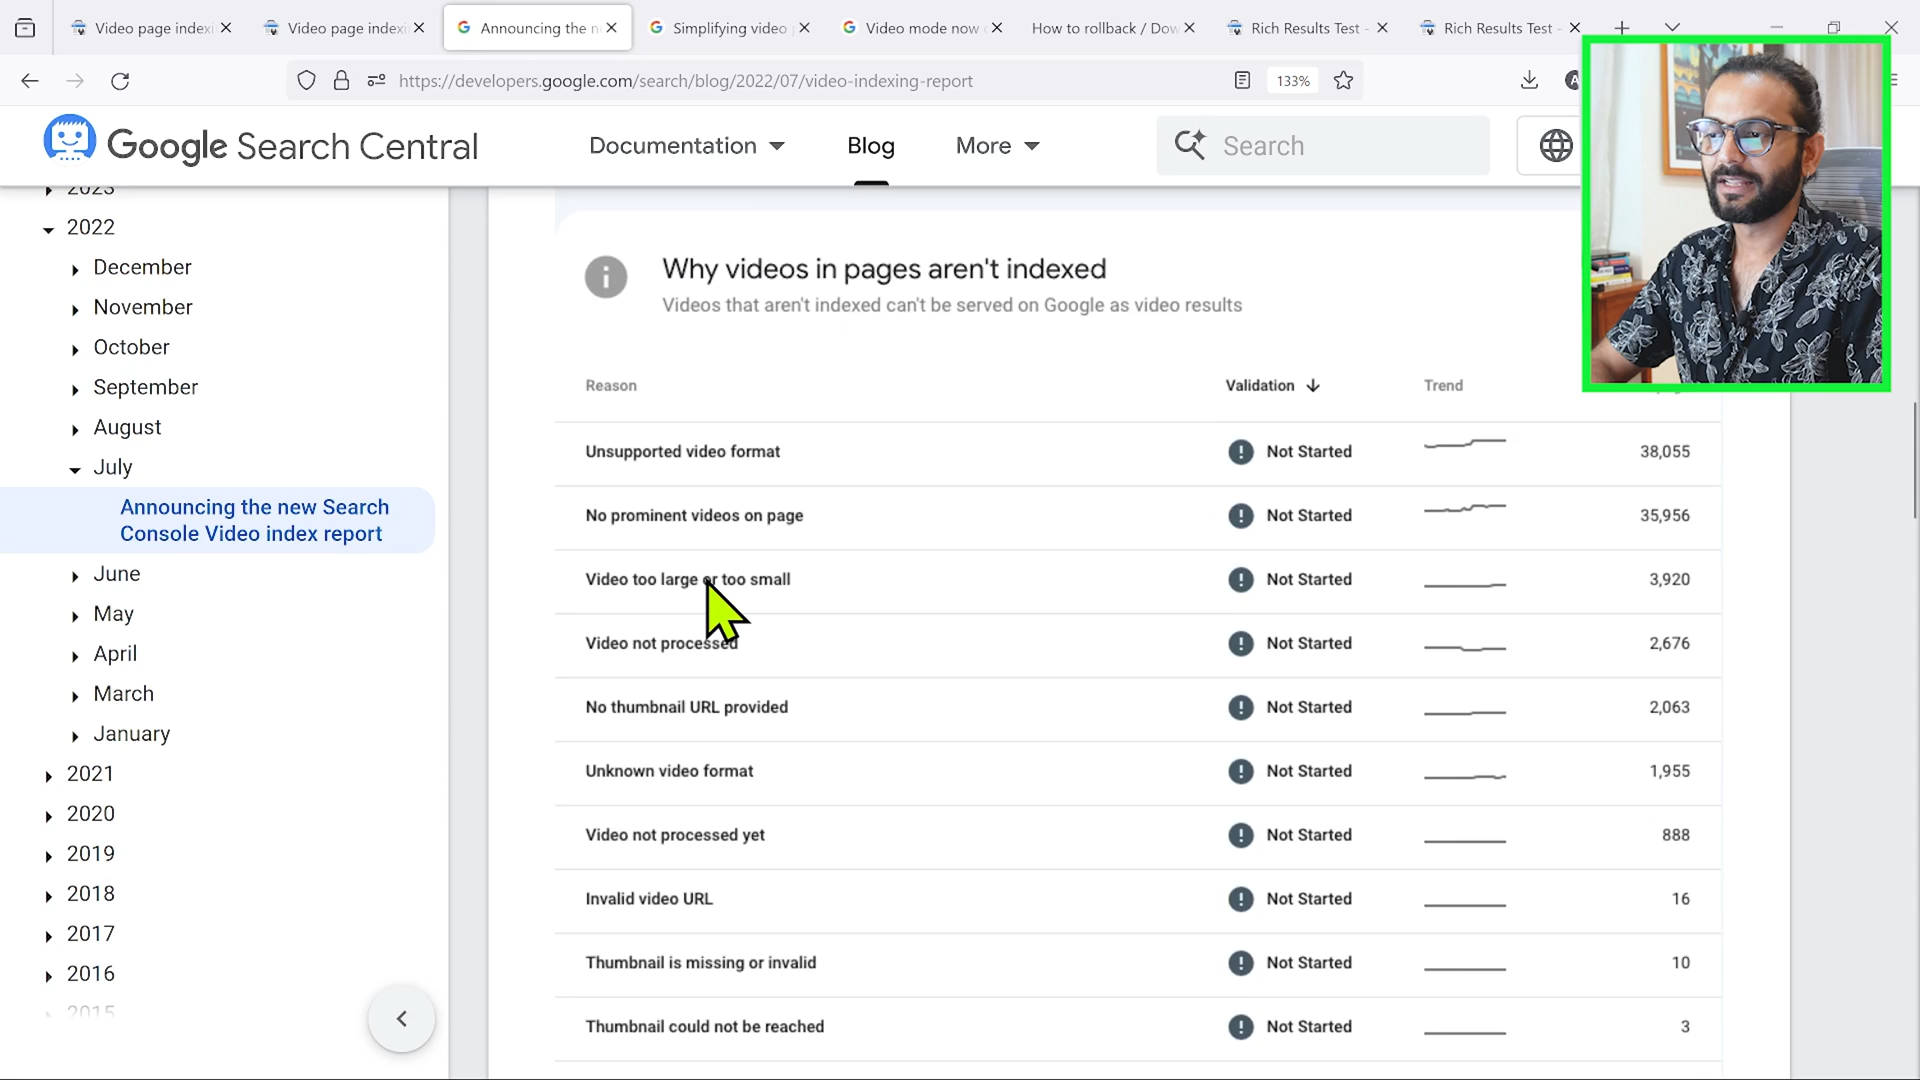 Video page indexi
Video page indexi
Announcing the n
Simplifying video
Video mode now
How to rollback / Dow
Rich Results Test -
Rich Results Test -
https://developers.google.com/search/blog/2022/07/video-indexing-report
133%
Google Search Central
Documentation
Blog
More
Search
2023
2022
December
November
October
September
August
July
Announcing the new Search
Console Video index report
June
May
April
March
January
2021
2020
2019
2018
2017
2016
2015
Why videos in pages aren't indexed
Videos that aren't indexed can't be served on Google as video results
Reason Validation Trend
Unsupported video format Not Started 38,055
No prominent videos on page Not Started 35,956
Video too large or too small Not Started 3,920
Video not processed Not Started 2,676
No thumbnail URL provided Not Started 2,063
Unknown video format Not Started 1,955
Video not processed yet Not Started 888
Invalid video URL Not Started 16
Thumbnail is missing or invalid Not Started 10
Thumbnail could not be reached Not Started 3